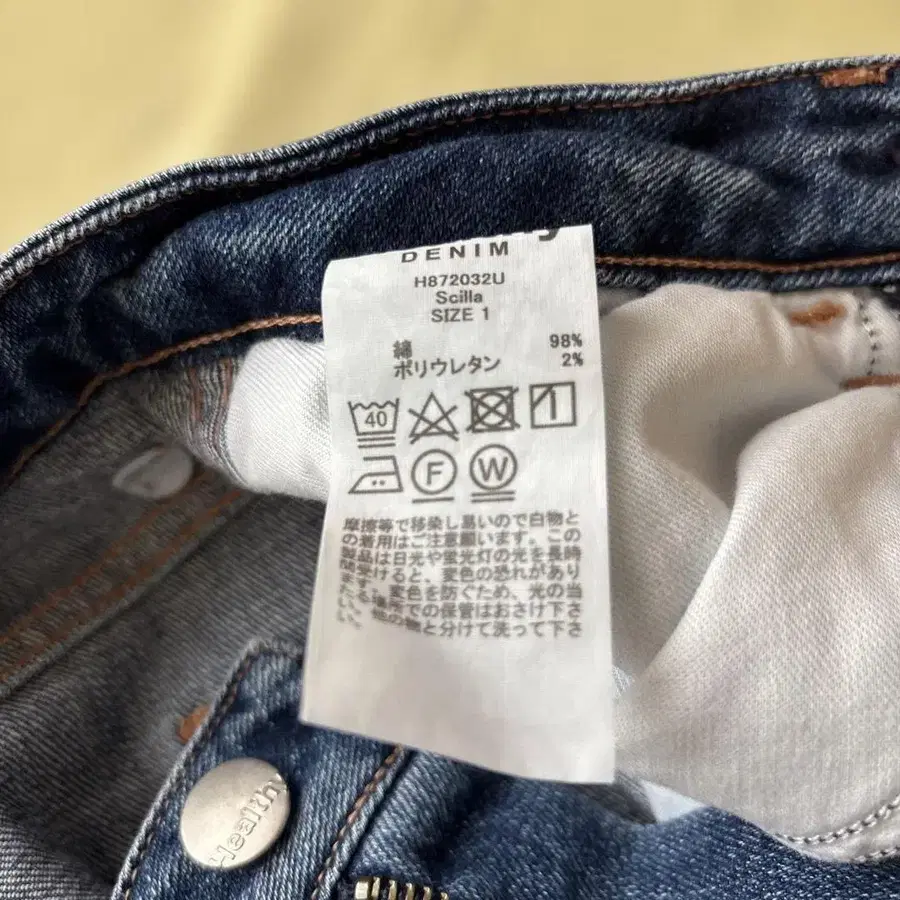 DENIM
H872032U
Scilla
SIZE 1
綿 98%
ポリウレタン 2%
40
F W
摩擦等で移染し易いので白物と
の着用はご注意願います。この
製品は日光や蛍光灯の光を長時
間受けると、変色の恐れがあり
ます。変色を防ぐため、光の当
たる場所での保管はおさけ下さ
い。他の物と分けて洗って下さ
い。
Healthy